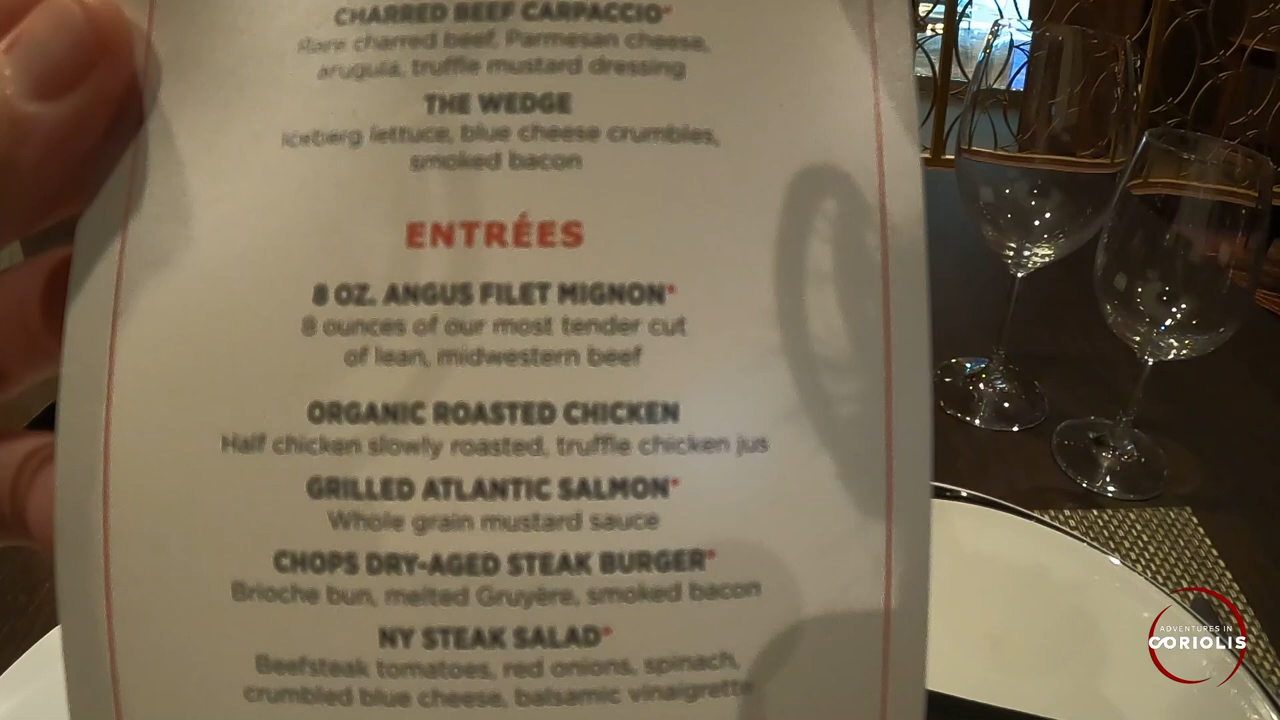 CHARRED BEEF CARPACCIO*
Rare charred beef, Parmesan cheese,
arugula, truffle mustard dressing
THE WEDGE
Iceberg lettuce, blue cheese crumbles,
smoked bacon
ENTRÉES
8 OZ. ANGUS FILET MIGNON*
8 ounces of our most tender cut
of lean, midwestern beef
ORGANIC ROASTED CHICKEN
Half chicken slowly roasted, truffle chicken jus
GRILLED ATLANTIC SALMON*
Whole grain mustard sauce
CHOPS DRY-AGED STEAK BURGER*
Brioche bun, melted Gruyère, smoked bacon
NY STEAK SALAD*
Beefsteak tomatoes, red onions, spinach,
crumbled blue cheese, balsamic vinaigrette
ADVENTURES IN
CORIOLIS